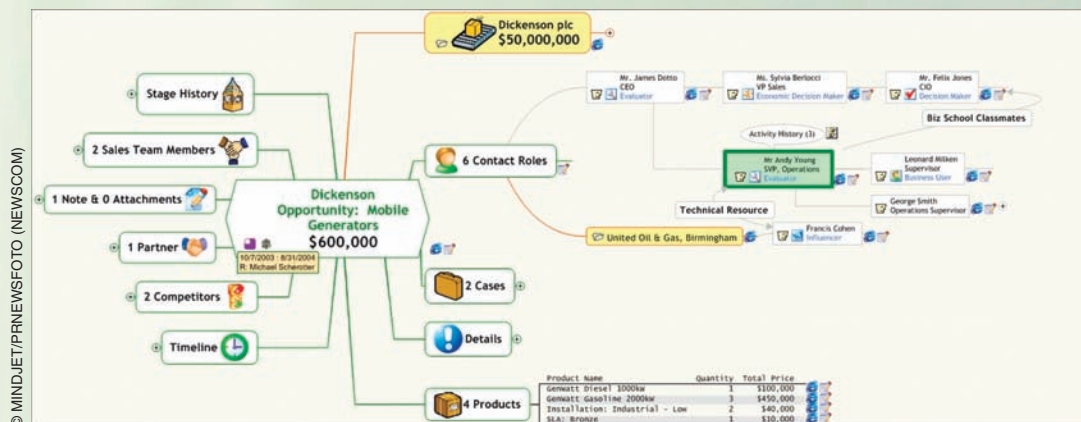 © MINDJET/PRNEWSFOTO (NEWSCOM)
Dickenson plc
$50,000,000
Stage History
2 Sales Team Members
1 Note & 0 Attachments
1 Partner
2 Competitors
Timeline
Dickenson
Opportunity: Mobile
Generators
$600,000
10/7/2003 : 8/31/2004
R: Michael Scherotter
6 Contact Roles
Mr. James Dotto
CEO
Evaluator
Ms. Sylvia Bertocci
VP Sales
Economic Decision Maker
Mr. Felix Jones
CIO
Decision Maker
Biz School Classmates
Activity History (3)
Mr Andy Young
SVP, Operations
Evaluator
Leonard Milken
Supervisor
Business User
George Smith
Operations Supervisor
Technical Resource
Francis Cohen
Influencer
United Oil & Gas, Birmingham
2 Cases
Details
4 Products
Product Name Quantity Total Price
Genwatt Diesel 1000kW 1 $100,000
Genwatt Gasoline 2000kW 3 $450,000
Installation: Industrial - Low 2 $40,000
SLA: Bronze 1 $10,000